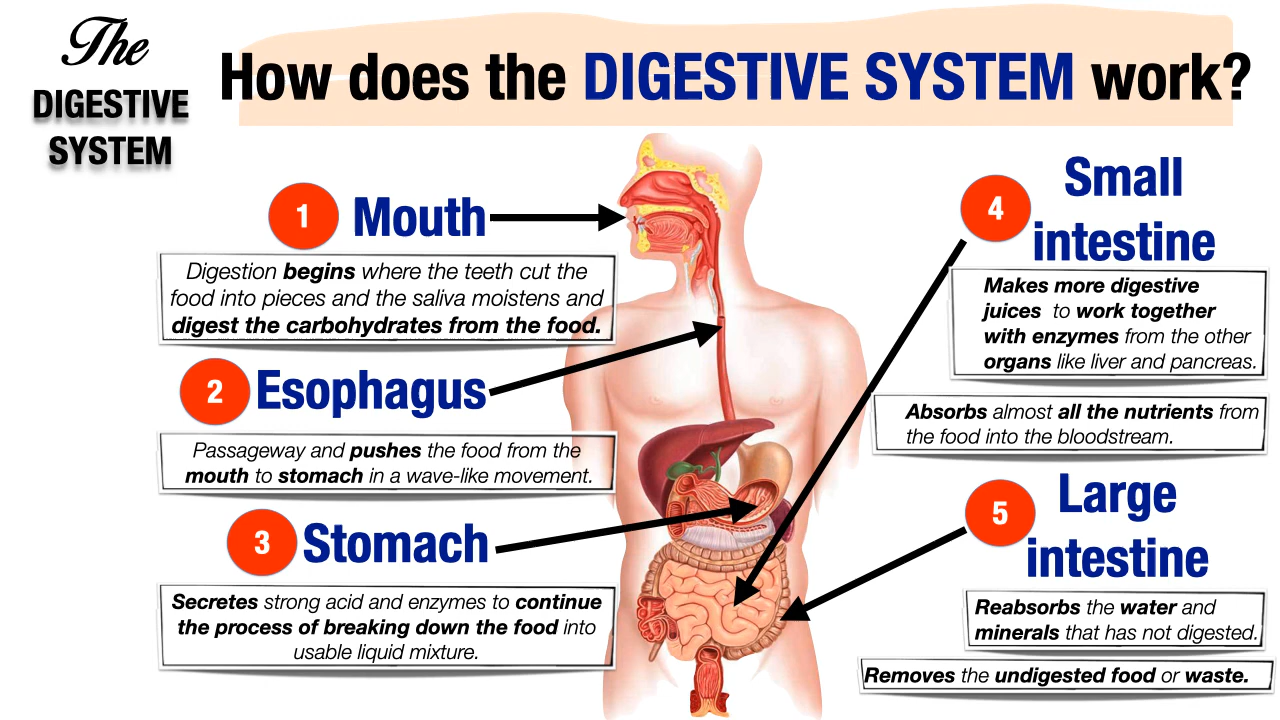 The
DIGESTIVE
SYSTEM
How does the DIGESTIVE SYSTEM work?
1 Mouth
Digestion begins where the teeth cut the
food into pieces and the saliva moistens and
digest the carbohydrates from the food.
2 Esophagus
Passageway and pushes the food from the
mouth to stomach in a wave-like movement.
3 Stomach
Secretes strong acid and enzymes to continue
the process of breaking down the food into
usable liquid mixture.
4 Small
intestine
Makes more digestive
juices to work together
with enzymes from the other
organs like liver and pancreas.
Absorbs almost all the nutrients from
the food into the bloodstream.
5 Large
intestine
Reabsorbs the water and
minerals that has not digested.
Removes the undigested food or waste.